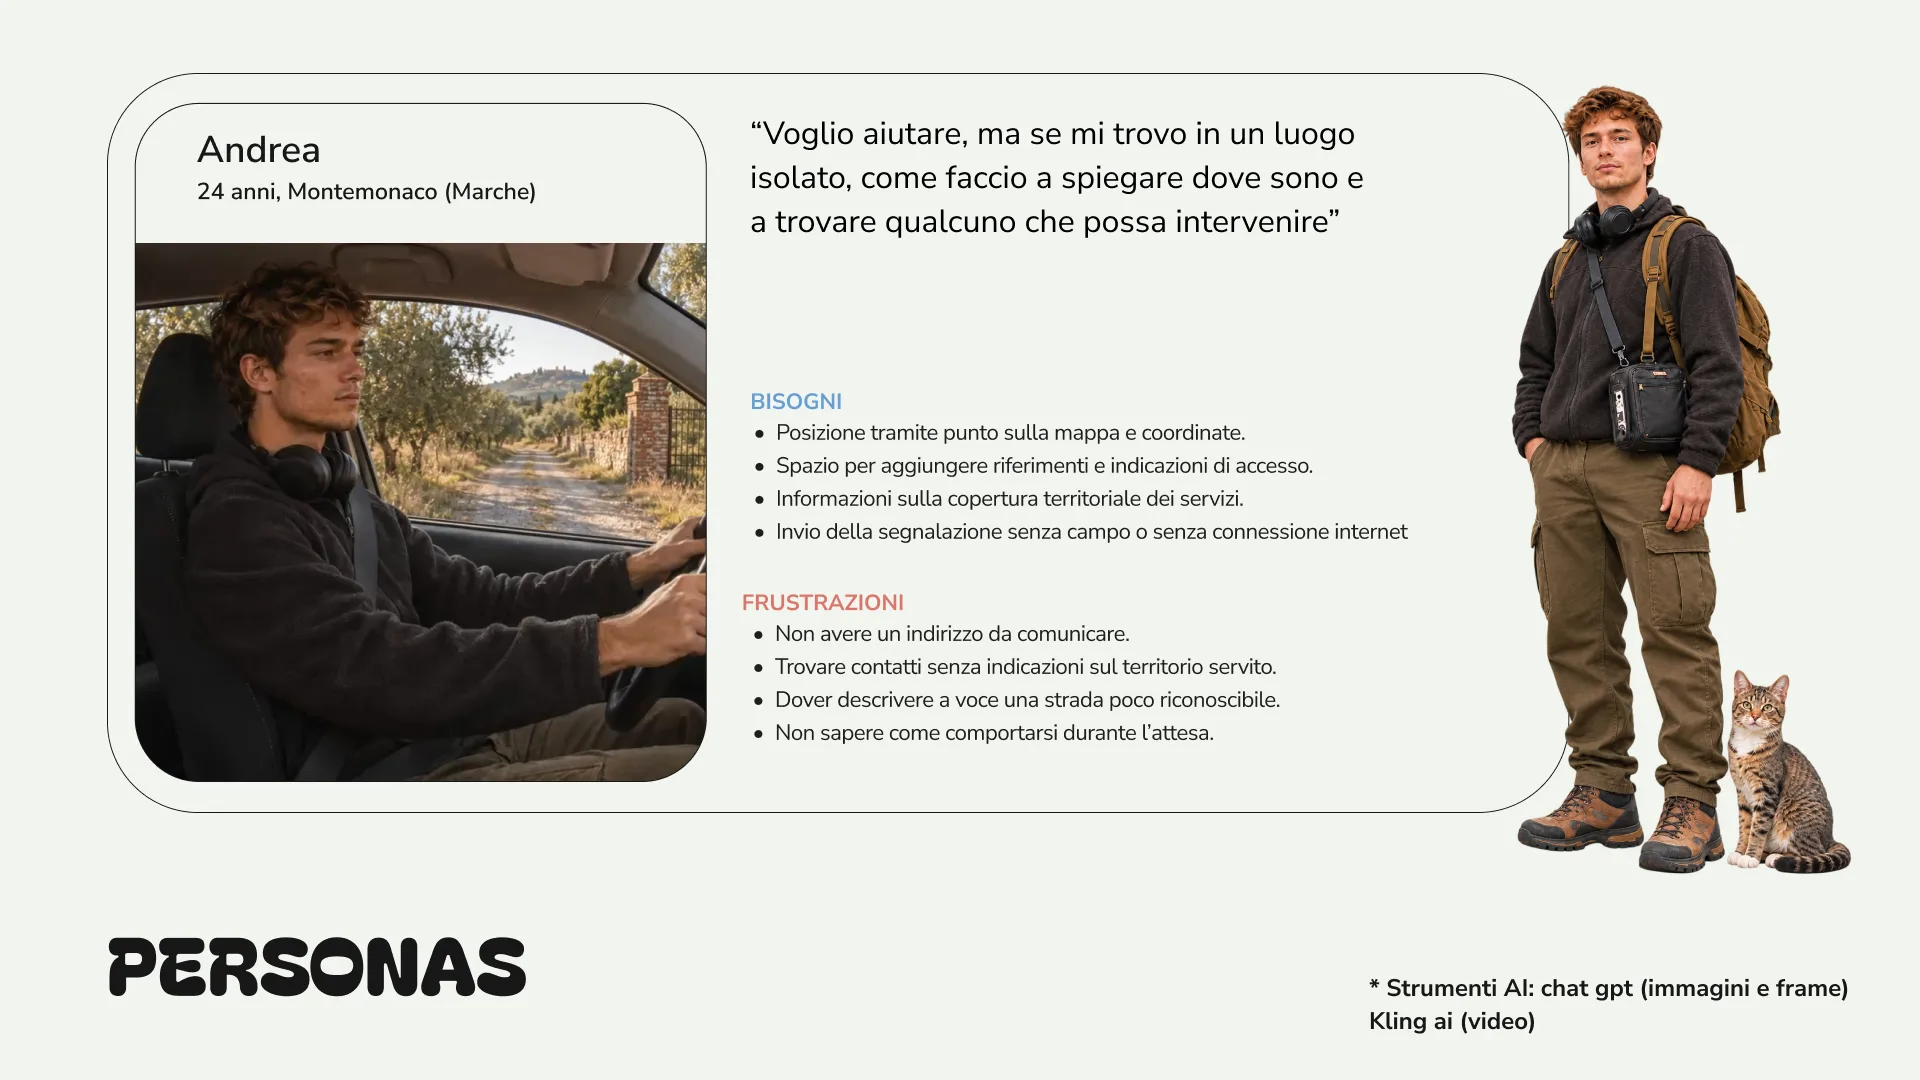 Andrea
24 anni, Montemonaco (Marche)
“Voglio aiutare, ma se mi trovo in un luogo
isolato, come faccio a spiegare dove sono e
a trovare qualcuno che possa intervenire”
BISOGNI
• Posizione tramite punto sulla mappa e coordinate.
• Spazio per aggiungere riferimenti e indicazioni di accesso.
• Informazioni sulla copertura territoriale dei servizi.
• Invio della segnalazione senza campo o senza connessione internet
FRUSTRAZIONI
• Non avere un indirizzo da comunicare.
• Trovare contatti senza indicazioni sul territorio servito.
• Dover descrivere a voce una strada poco riconoscibile.
• Non sapere come comportarsi durante l’attesa.
PERSONAS
* Strumenti AI: chat gpt (immagini e frame)
Kling ai (video)